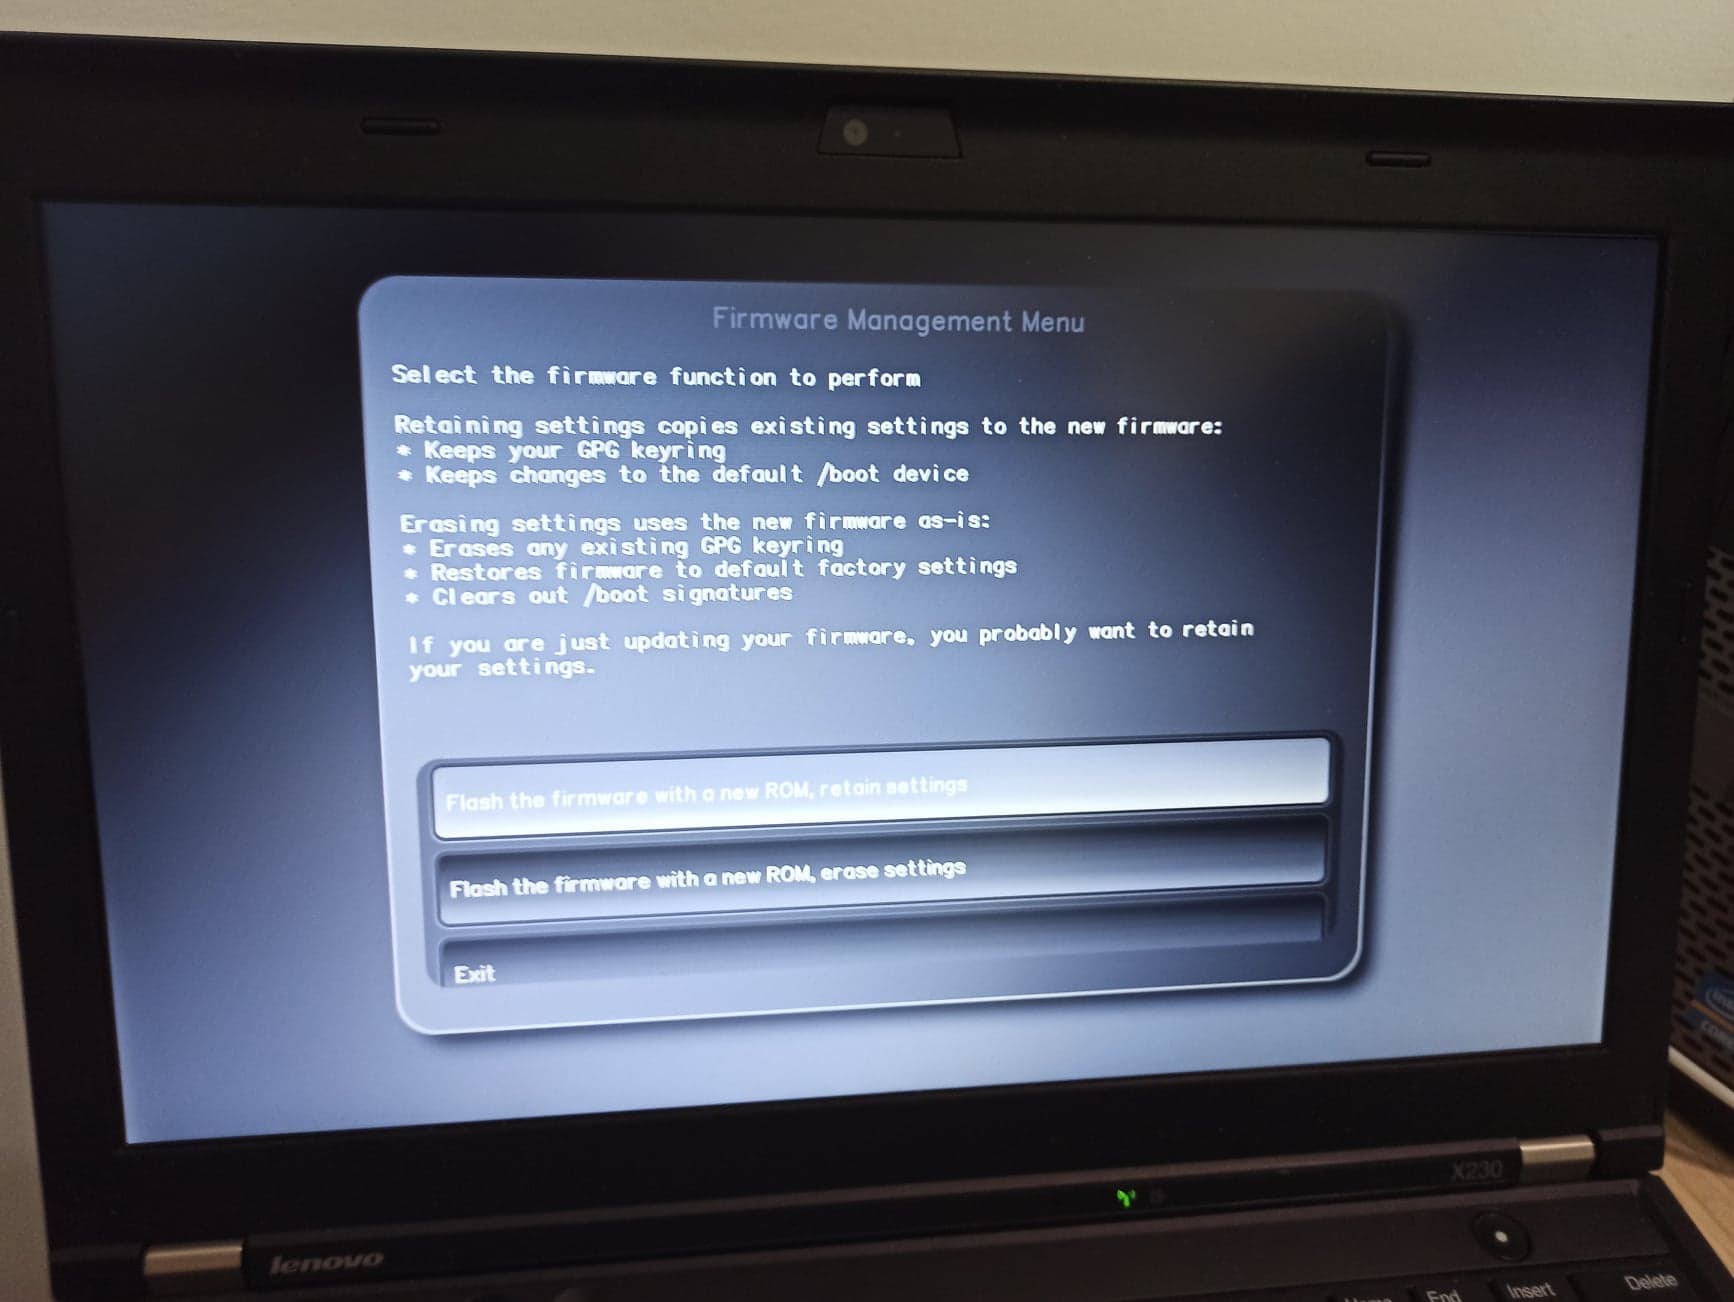 Firmware Management Menu
Select the firmware function to perform
Retaining settings copies existing settings to the new firmware:
* Keeps your GPG keyring
* Keeps changes to the default /boot device
Erasing settings uses the new firmware as-is:
* Erases any existing GPG keyring
* Restores firmware to default factory settings
* Clears out /boot signatures
If you are just updating your firmware, you probably want to retain
your settings.
Flash the firmware with a new ROM, retain settings
Flash the firmware with a new ROM, erase settings
Exit
X230
lenovo
End Insert Delete